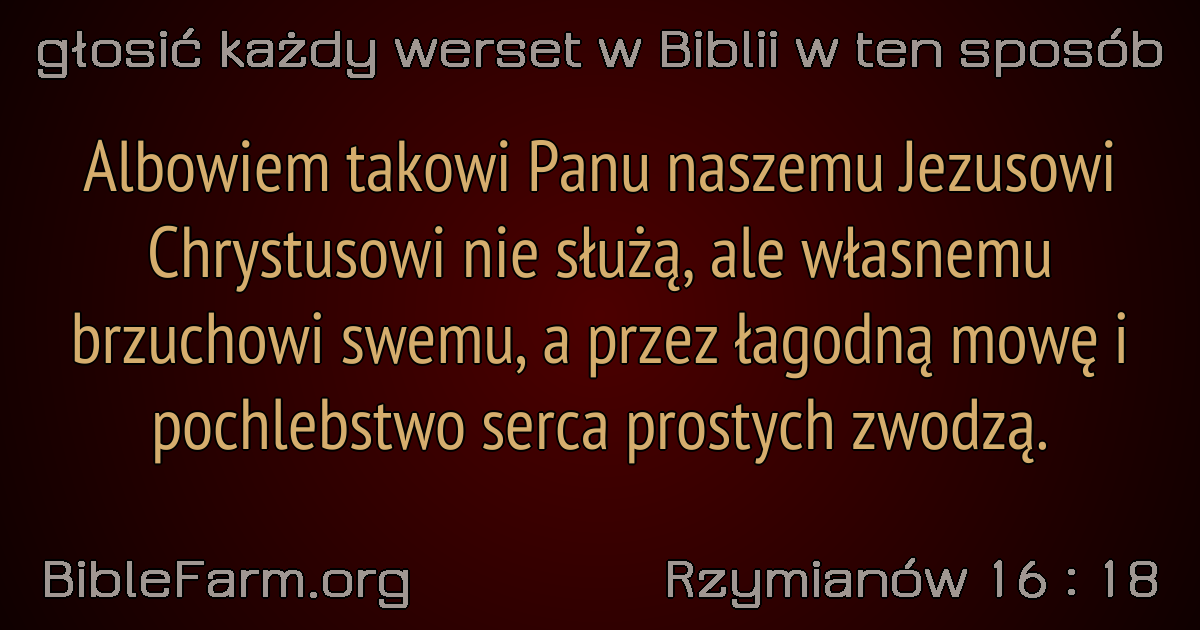 głosić każdy werset w Biblii w ten sposób
Albowiem takowi Panu naszemu Jezusowi
Chrystusowi nie służą, ale własnemu
brzuchowi swemu, a przez łagodną mowę i
pochlebstwo serca prostych zwodzą.
BibleFarm.org
Rzymianów 16 : 18